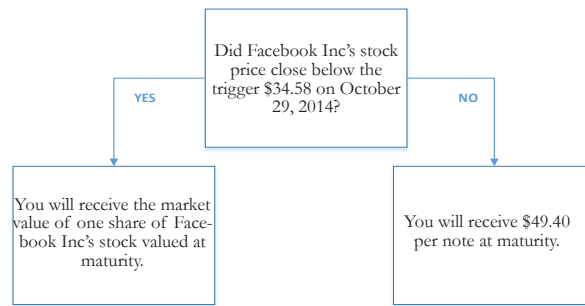 Did Facebook Inc's stock
price close below the
trigger $34.58 on October
29, 2014?
YES
NO
You will receive the market
value of one share of Face-
book Inc's stock valued at
maturity.
You will receive $49.40
per note at maturity.